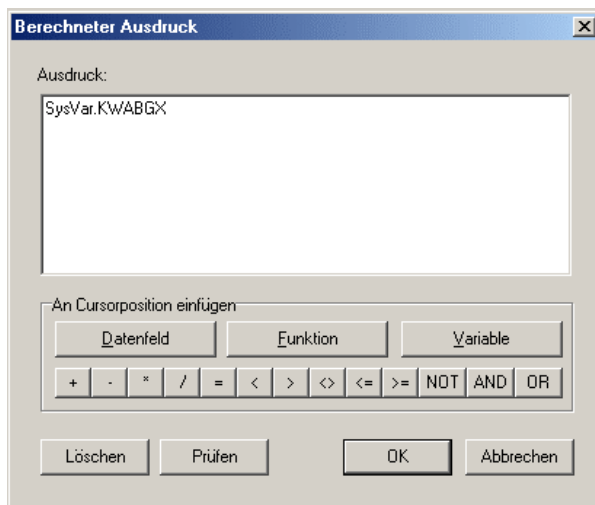 Berechneter Ausdruck
Ausdruck:
SysVar.KWABGX
An Cursorposition einfügen
Datenfeld Funktion Variable
+ - * / = < > <> <= >= NOT AND OR
Löschen Prüfen OK Abbrechen